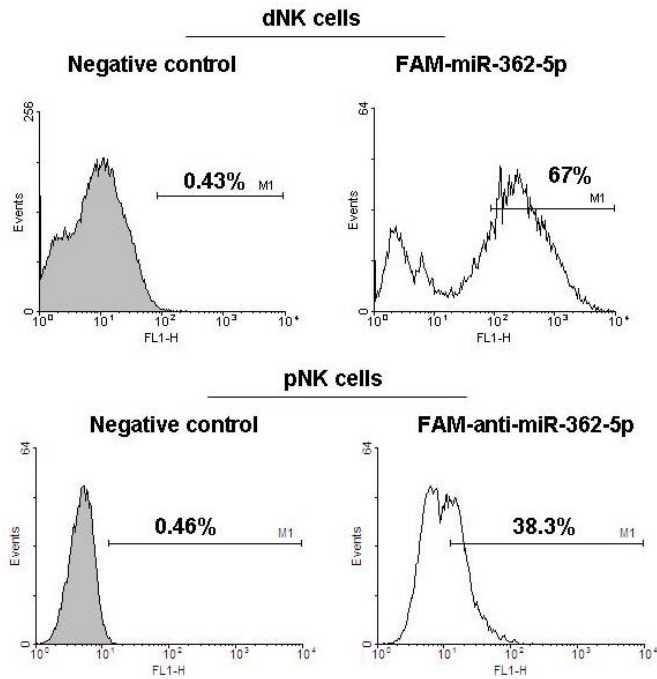 dNK cells
Negative control FAM-miR-362-5p
256 64
0.43% M1 67% M1
Events Events
0 0
10⁰ 10¹ 10² 10³ 10⁴ 10⁰ 10¹ 10² 10³ 10⁴
FL1-H FL1-H
pNK cells
Negative control FAM-anti-miR-362-5p
64 64
0.46% M1 38.3% M1
Events Events
0 0
10⁰ 10¹ 10² 10³ 10⁴ 10⁰ 10¹ 10² 10³ 10⁴
FL1-H FL1-H